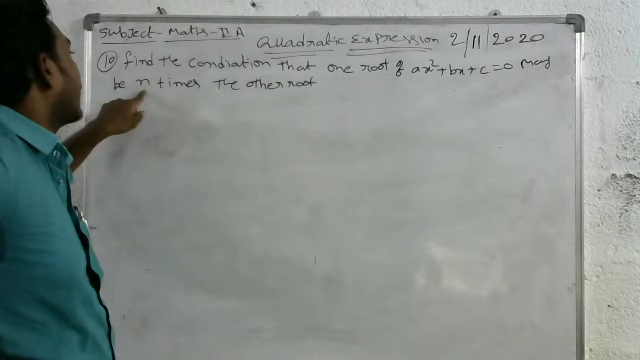 Subject - Maths - II A
Quadratic Expression 2/11/2020
10 find the condiation that one root of ax²+bx+c=0 may
be n times the other root